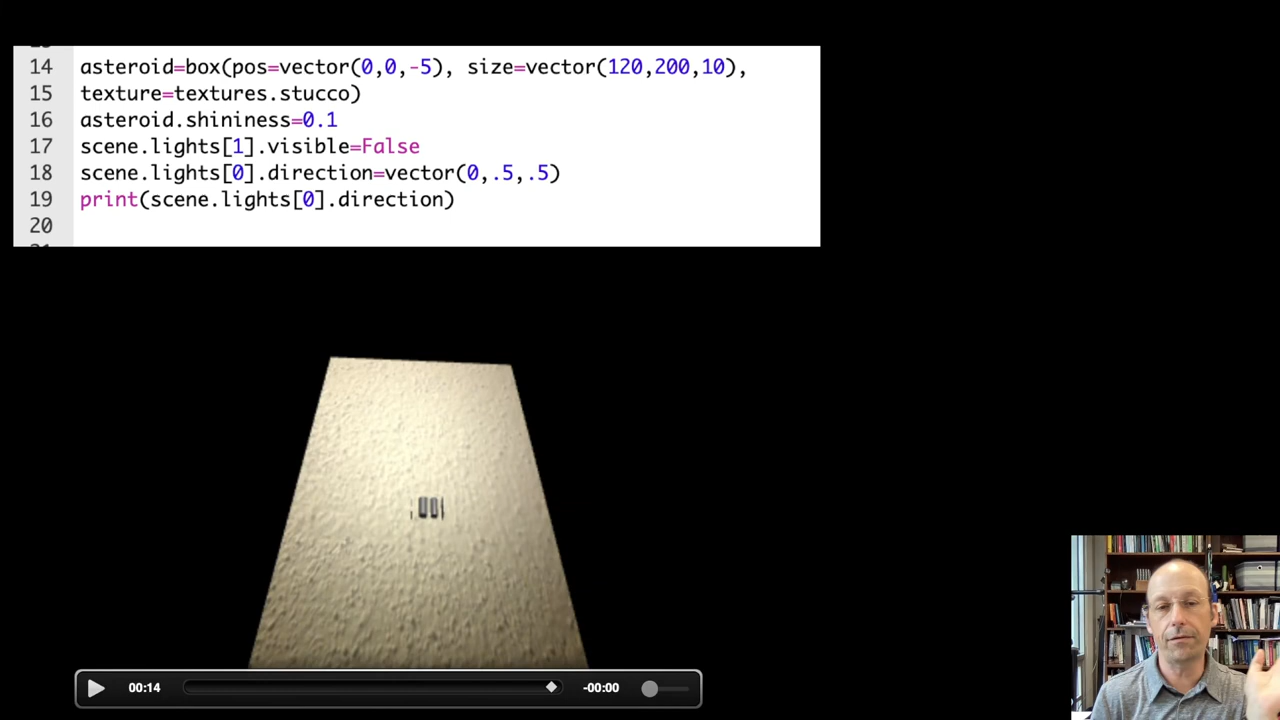 14 asteroid=box(pos=vector(0,0,-5), size=vector(120,200,10),
15 texture=textures.stucco)
16 asteroid.shininess=0.1
17 scene.lights[1].visible=False
18 scene.lights[0].direction=vector(0,.5,.5)
19 print(scene.lights[0].direction)
20
00:14 -00:00